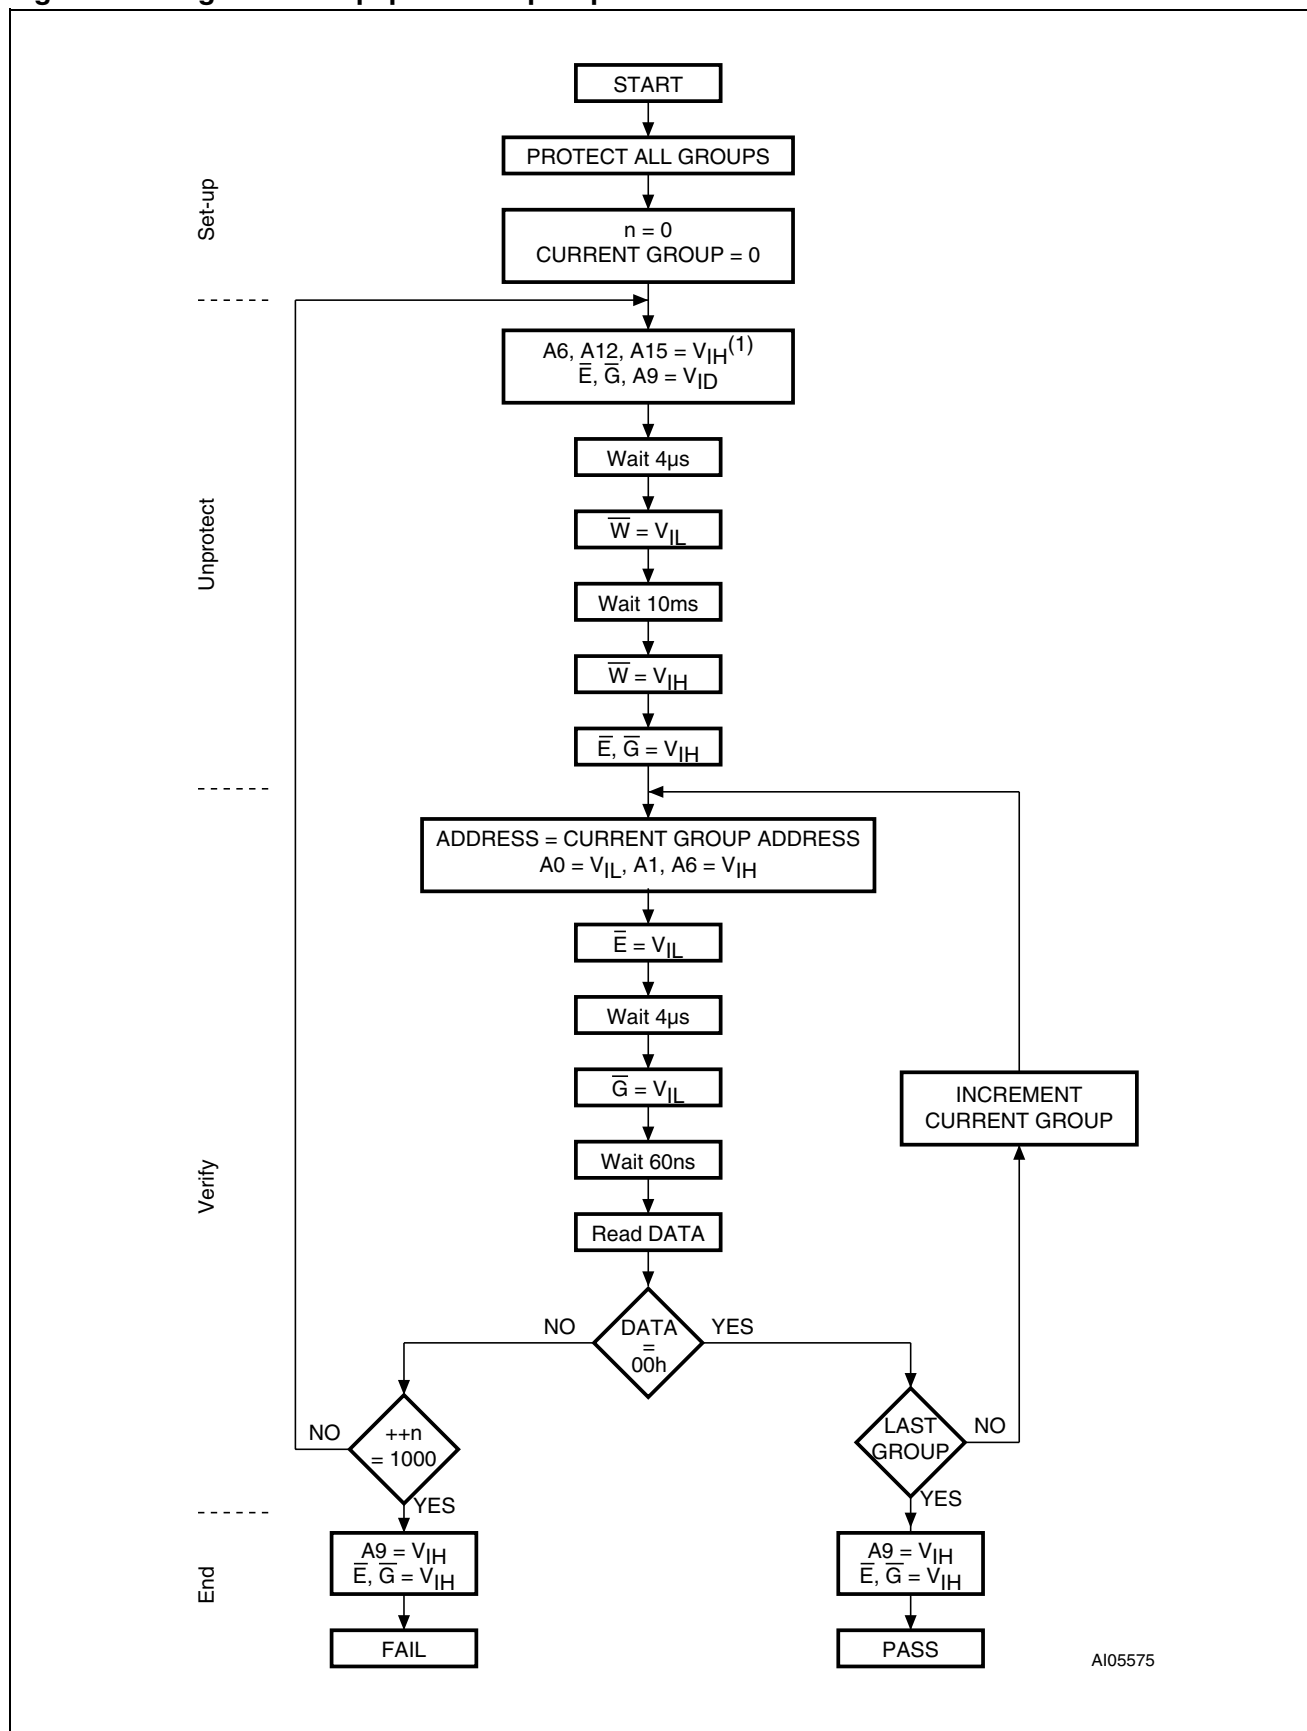 START
PROTECT ALL GROUPS
Set-up
n = 0
CURRENT GROUP = 0
A6, A12, A15 = VIH(1)
E̅, G̅, A9 = VID
Wait 4µs
Unprotect
W̅ = VIL
Wait 10ms
W̅ = VIH
E̅, G̅ = VIH
ADDRESS = CURRENT GROUP ADDRESS
A0 = VIL, A1, A6 = VIH
E̅ = VIL
Wait 4µs
G̅ = VIL
INCREMENT
CURRENT GROUP
Wait 60ns
Verify
Read DATA
NO
DATA
=
00h
YES
NO
++n
= 1000
YES
LAST
GROUP
NO
YES
End
A9 = VIH
E̅, G̅ = VIH
FAIL
A9 = VIH
E̅, G̅ = VIH
PASS
AI05575